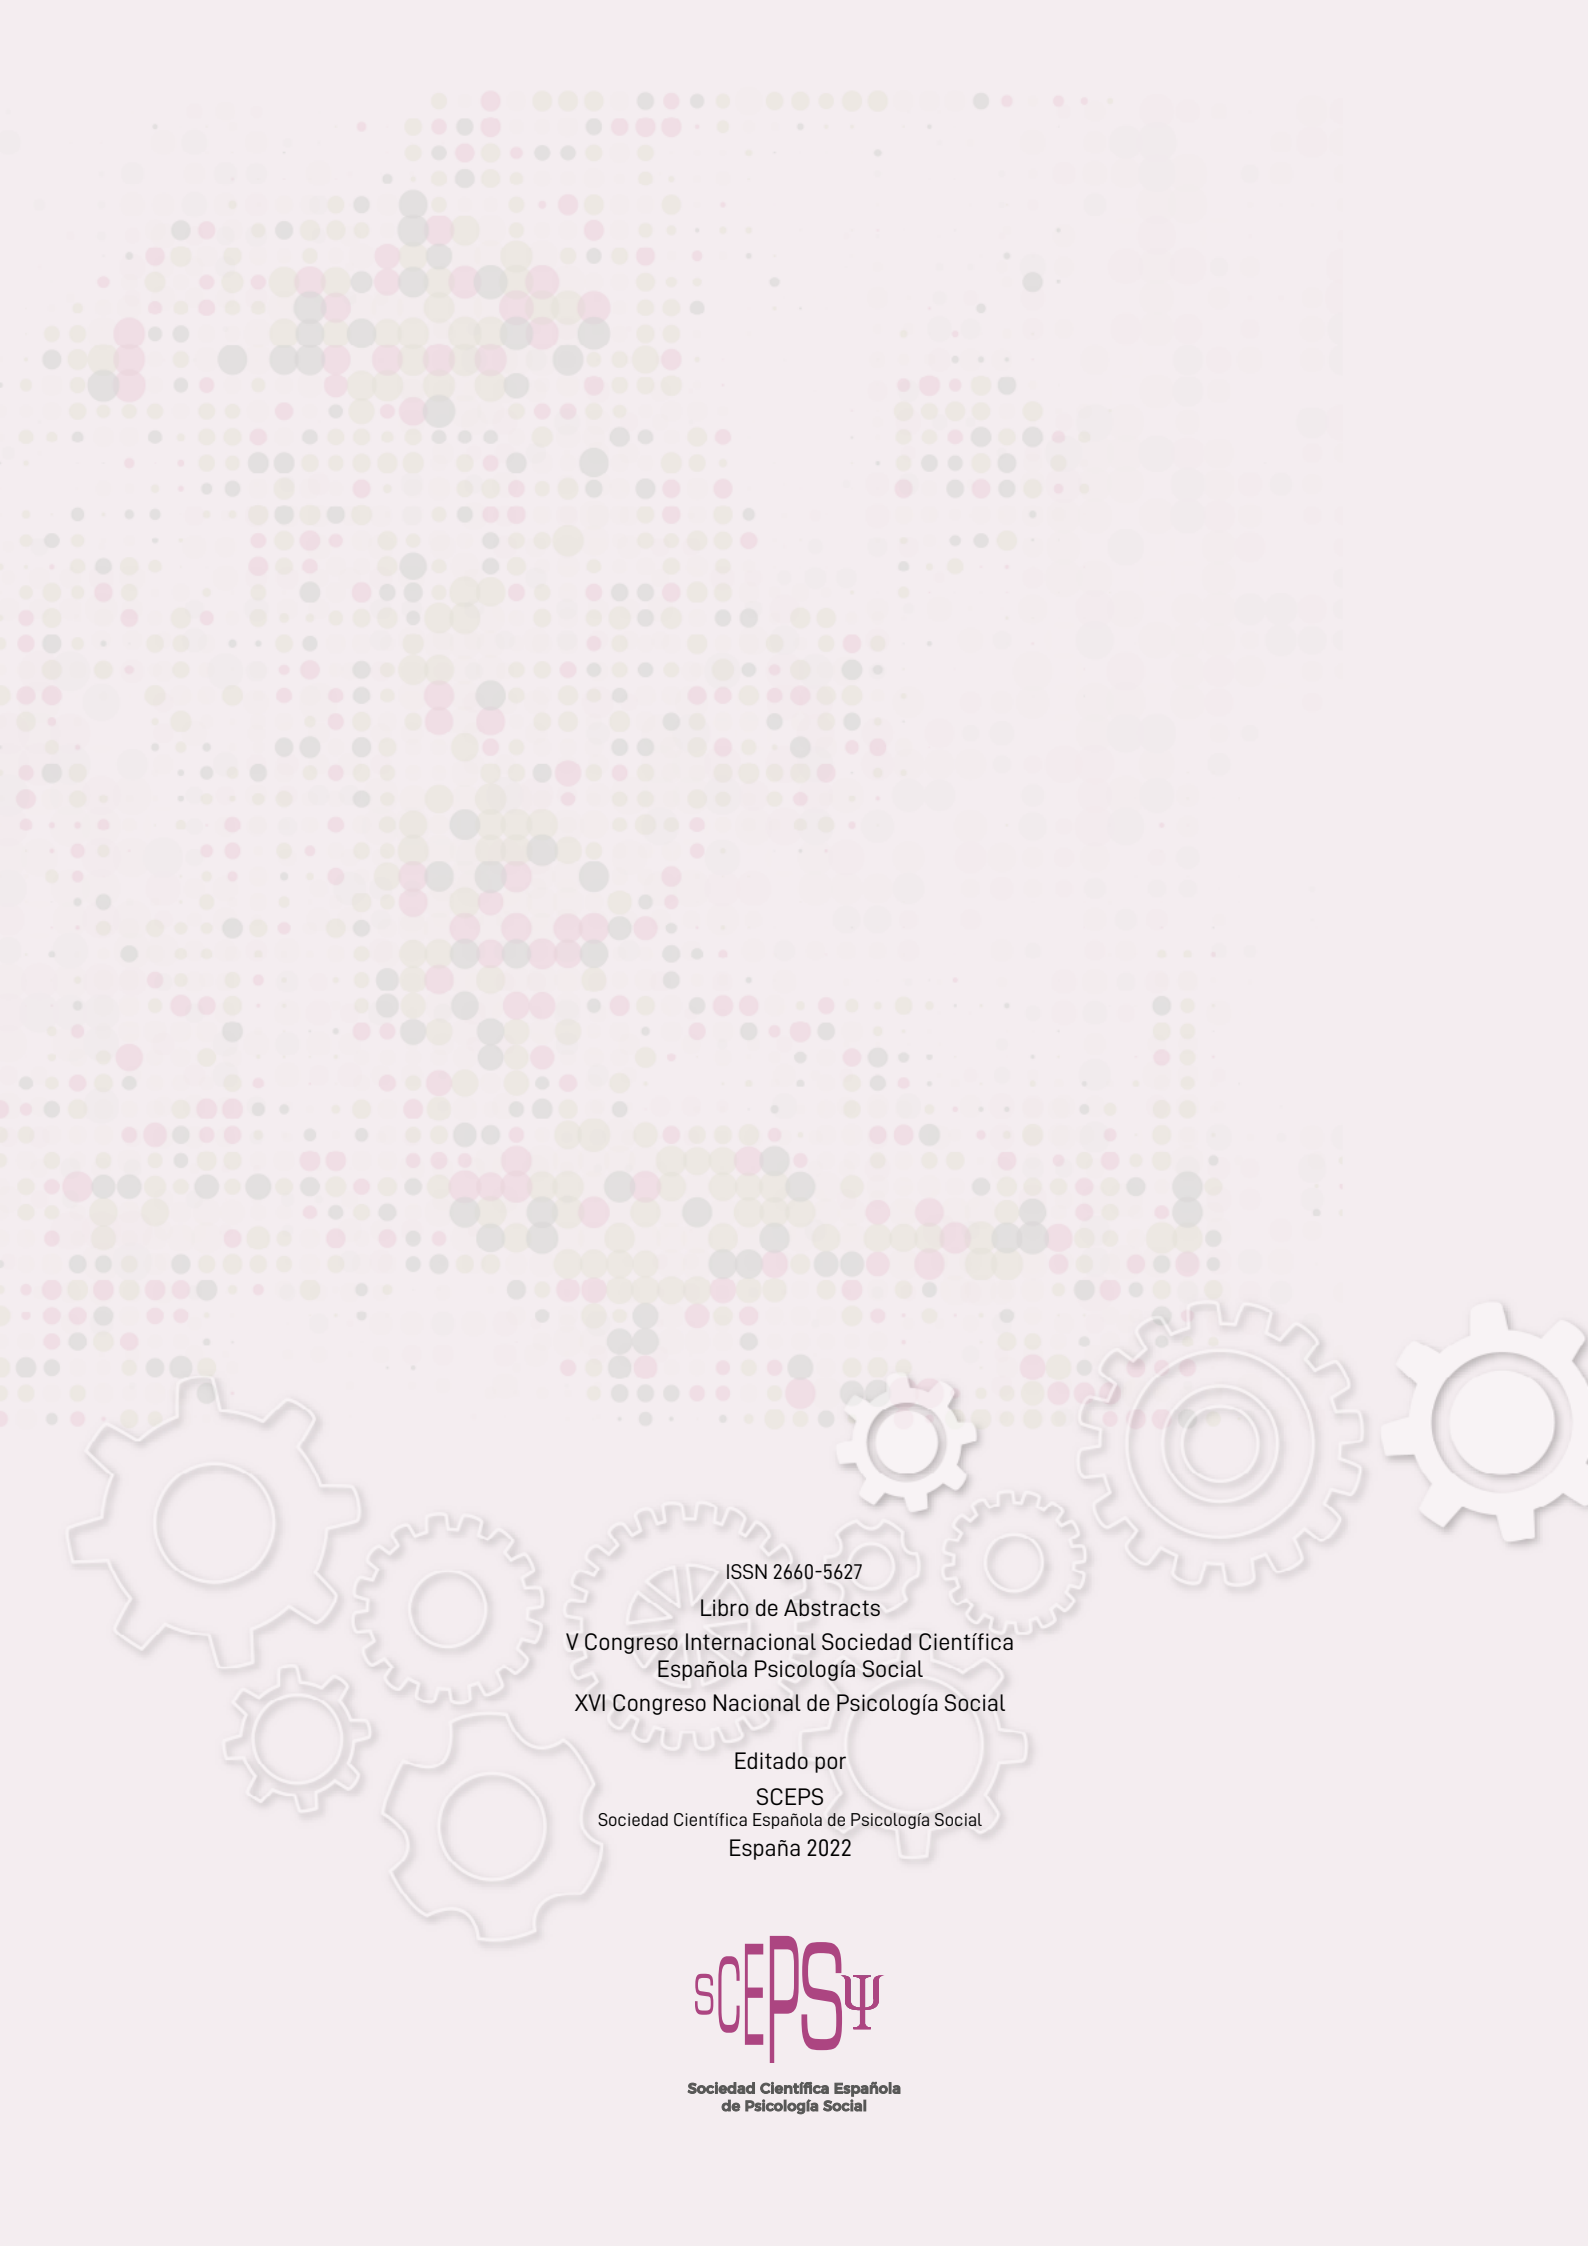 ISSN 2660-5627
Libro de Abstracts
V Congreso Internacional Sociedad Científica
Española Psicología Social
XVI Congreso Nacional de Psicología Social
Editado por
SCEPS
Sociedad Científica Española de Psicología Social
España 2022
SCEPSΨ
Sociedad Científica Española
de Psicología Social